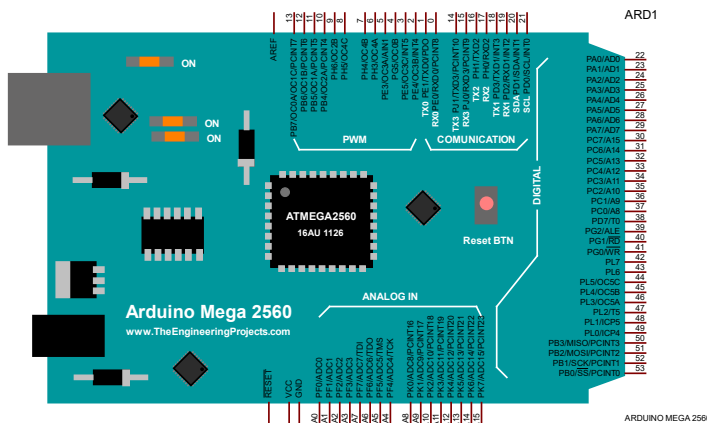 ARD1
AREF
13
12
11
10
9
8
7
6
5
4
3
2
1
0
14
15
16
17
18
19
20
21
PB7/OC0A/OC1C/PCINT7
PB6/OC1B/PCINT6
PB5/OC1A/PCINT5
PB4/OC2A/PCINT4
PH6/OC2B
PH5/OC4C
PH4/OC4B
PH3/OC4A
PE3/OC3A/AIN1
PG5/OC0B
PE5/OC3C/INT5
PE4/OC3B/INT4
TX0 PE1/TXD0/PDO
RX0 PE0/RXD0/PCINT8
TX3 PJ1/TXD3/PCINT10
RX3 PJ0/RXD3/PCINT9
TX2 PH1/TXD2
RX2 PH0/RXD2
TX1 PD3/TXD1/INT3
RX1 PD2/RXD1/INT2
SDA PD1/SDA/INT1
SCL PD0/SCL/INT0
ON
ON
ON
PWM
COMUNICATION
DIGITAL
PA0/AD0 22
PA1/AD1 23
PA2/AD2 24
PA3/AD3 25
PA4/AD4 26
PA5/AD5 27
PA6/AD6 28
PA7/AD7 29
PC7/A15 30
PC6/A14 31
PC5/A13 32
PC4/A12 33
PC3/A11 34
PC2/A10 35
PC1/A9 36
PC0/A8 37
PD7/T0 38
PG2/ALE 39
PG1/RD 40
PG0/WR 41
PL7 42
PL6 43
PL5/OC5C 44
PL4/OC5B 45
PL3/OC5A 46
PL2/T5 47
PL1/ICP5 48
PL0/ICP4 49
PB3/MISO/PCINT3 50
PB2/MOSI/PCINT2 51
PB1/SCK/PCINT1 52
PB0/SS/PCINT0 53
ATMEGA2560
16AU 1126
Reset BTN
Arduino Mega 2560
www.TheEngineeringProjects.com
ANALOG IN
RESET
VCC
GND
PF0/ADC0
PF1/ADC1
PF2/ADC2
PF3/ADC3
PF7/ADC7/TDI
PF6/ADC6/TDO
PF5/ADC5/TMS
PF4/ADC4/TCK
PK0/ADC8/PCINT16
PK1/ADC9/PCINT17
PK2/ADC10/PCINT18
PK3/ADC11/PCINT19
PK4/ADC12/PCINT20
PK5/ADC13/PCINT21
PK6/ADC14/PCINT22
PK7/ADC15/PCINT23
A0
A1
A2
A3
A7
A6
A5
A4
A8
A9
10
11
12
13
14
15
ARDUINO MEGA 2560